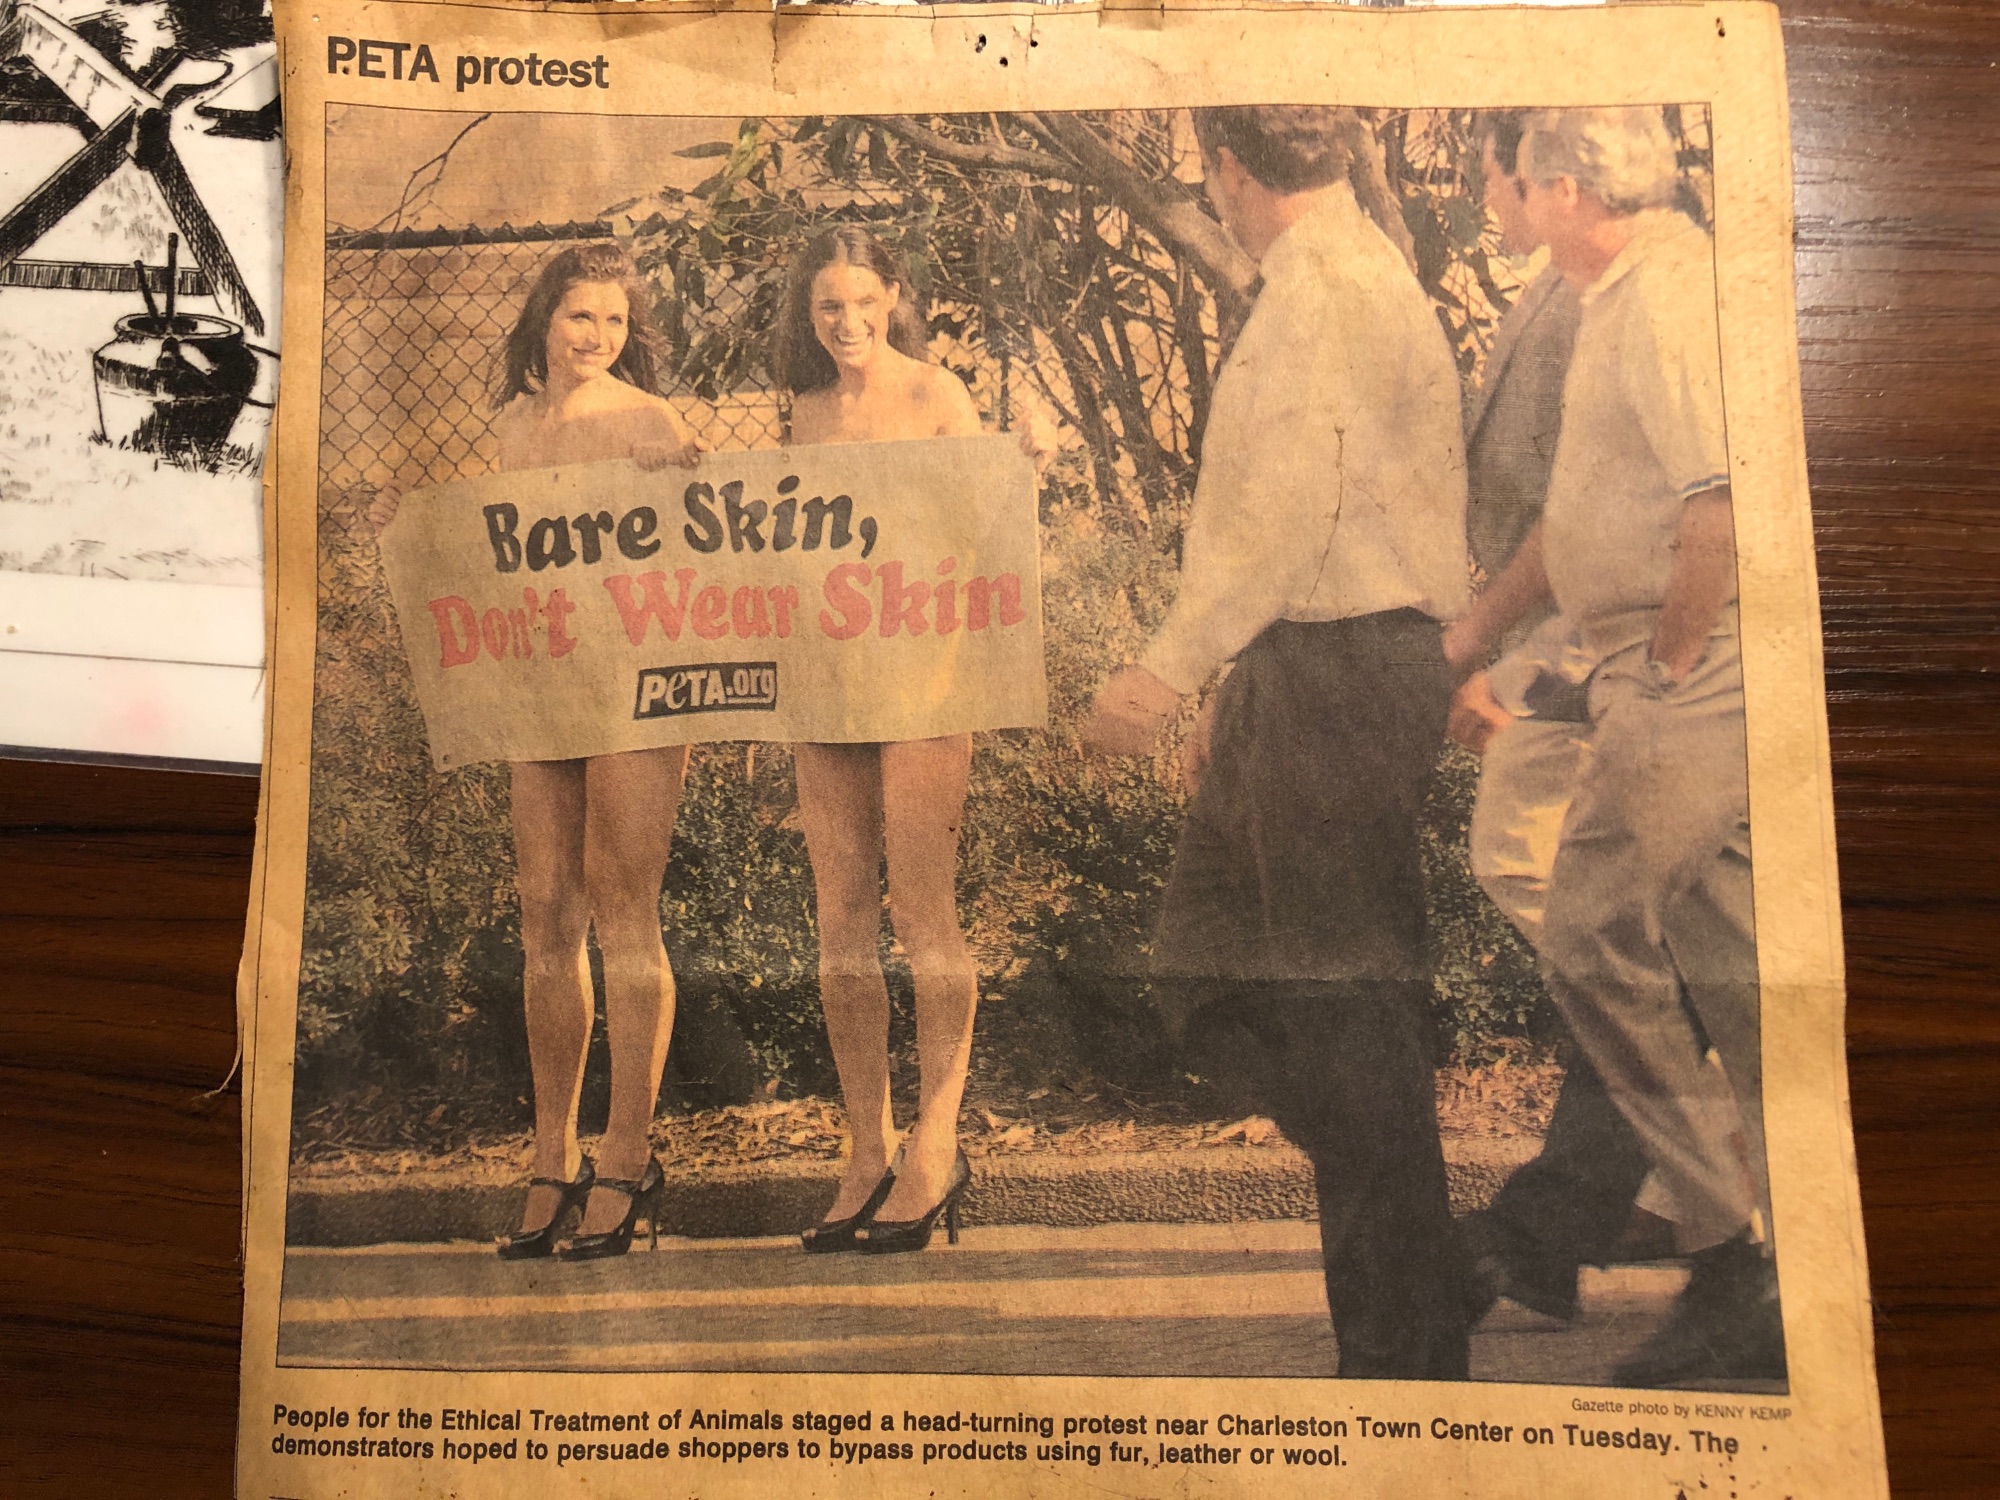 PETA protest
Bare Skin,
Don't Wear Skin
PETA.org
Gazette photo by KENNY KEMP
People for the Ethical Treatment of Animals staged a head-turning protest near Charleston Town Center on Tuesday. The
demonstrators hoped to persuade shoppers to bypass products using fur, leather or wool.